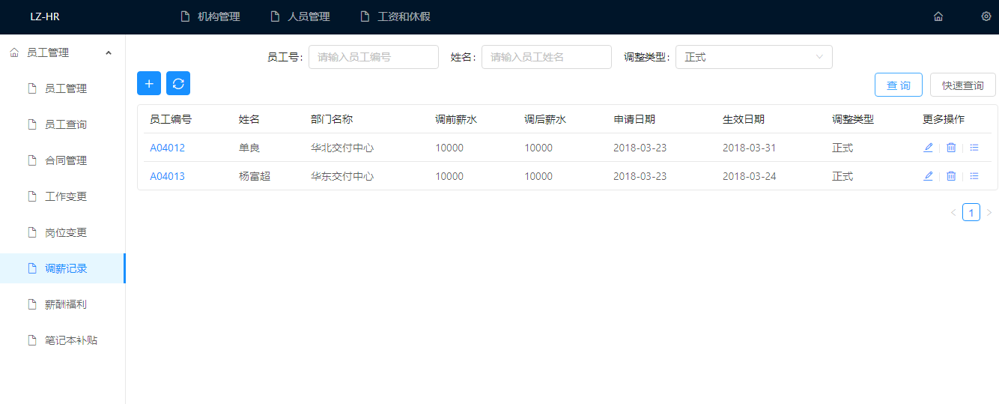 LZ-HR 机构管理 人员管理 工资和休假
员工管理
员工管理
员工查询
合同管理
工作变更
岗位变更
调薪记录
薪酬福利
笔记本补贴
员工号: 请输入员工编号 姓名: 请输入员工姓名 调整类型: 正式
查 询 快速查询
员工编号 姓名 部门名称 调前薪水 调后薪水 申请日期 生效日期 调整类型 更多操作
A04012 单良 华北交付中心 10000 10000 2018-03-23 2018-03-31 正式
A04013 杨富超 华东交付中心 10000 10000 2018-03-23 2018-03-24 正式
1